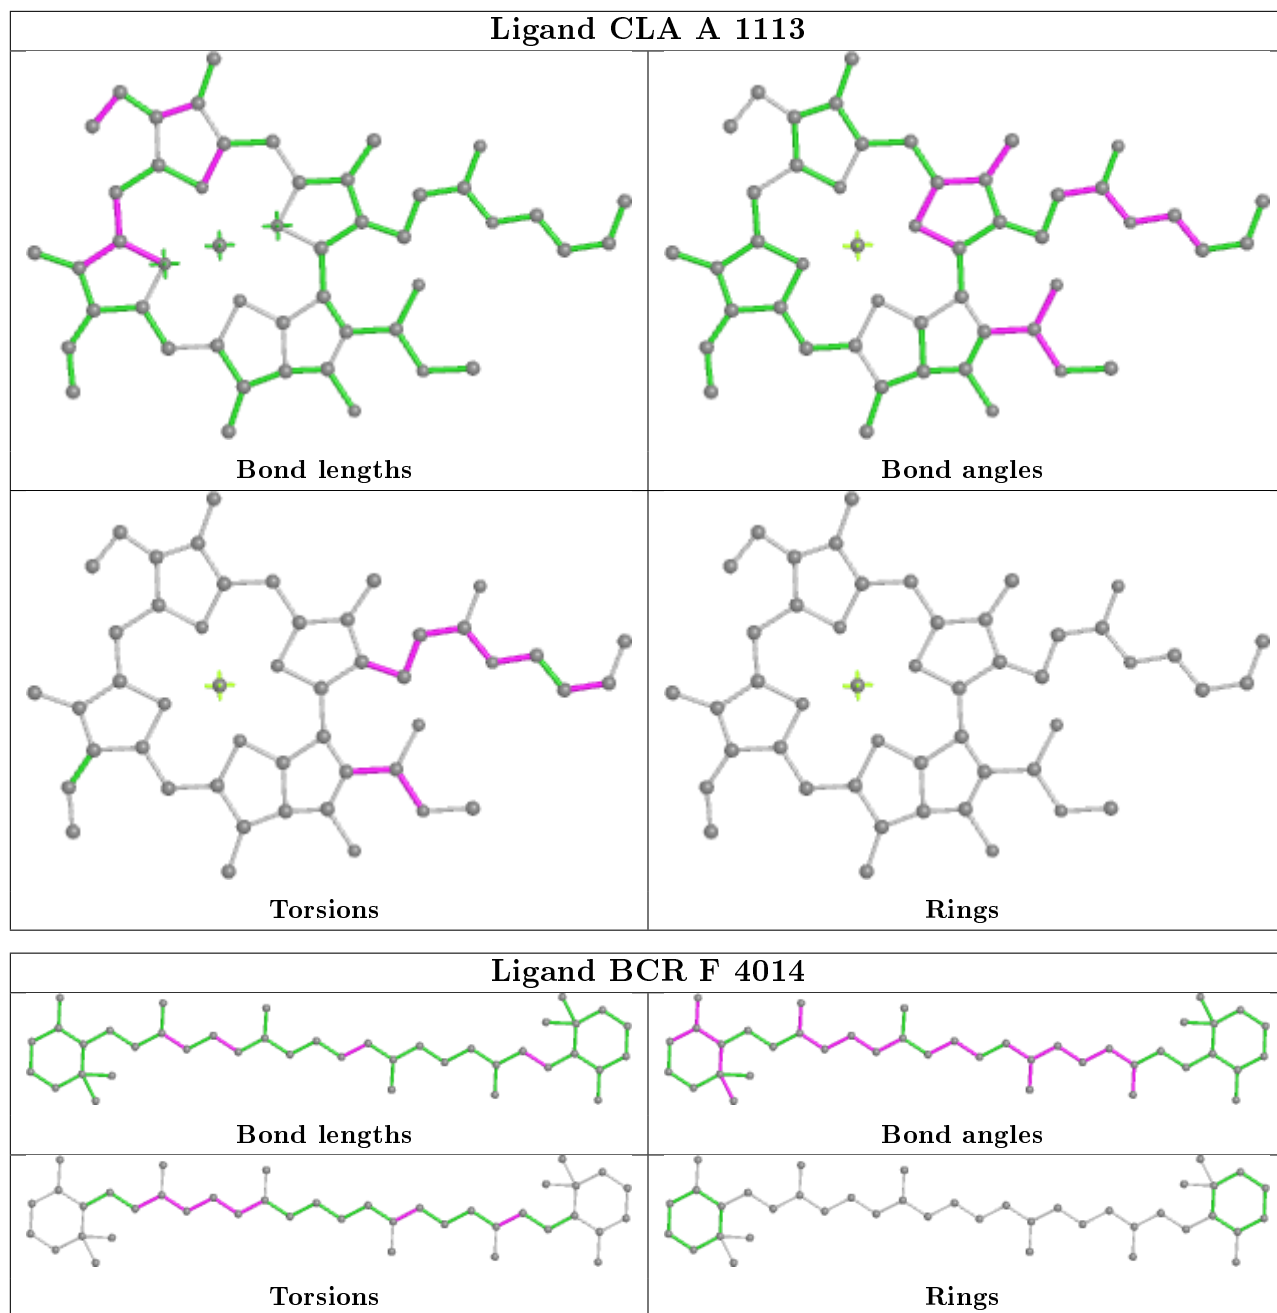 Ligand CLA A 1113
Bond lengths
Bond angles
Torsions
Rings
Ligand BCR F 4014
Bond lengths
Bond angles
Torsions
Rings